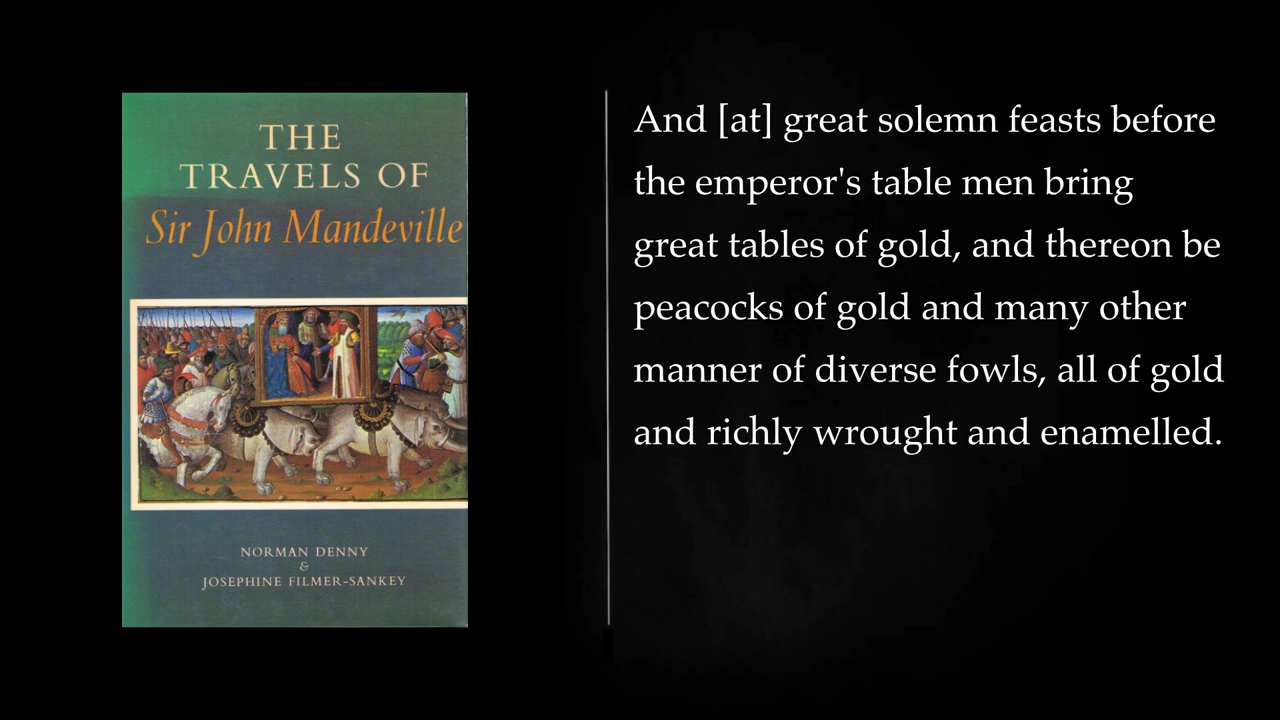 THE
TRAVELS OF
Sir John Mandeville
NORMAN DENNY
&
JOSEPHINE FILMER-SANKEY
And [at] great solemn feasts before
the emperor's table men bring
great tables of gold, and thereon be
peacocks of gold and many other
manner of diverse fowls, all of gold
and richly wrought and enamelled.